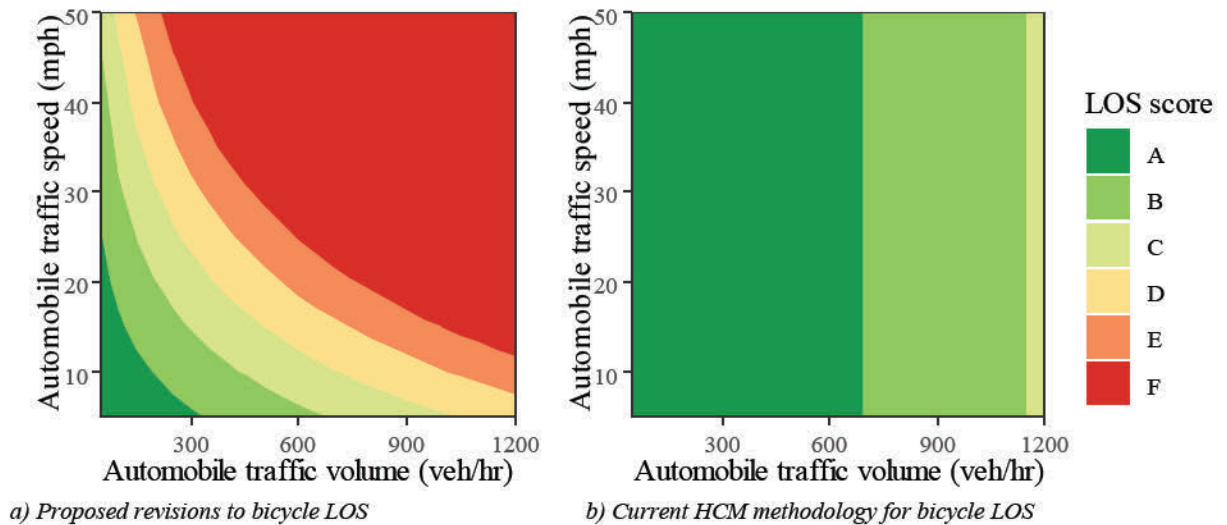 Automobile traffic speed (mph)
50
40
30
20
10
300
600
900
1200
Automobile traffic volume (veh/hr)
a) Proposed revisions to bicycle LOS
Automobile traffic speed (mph)
50
40
30
20
10
300
600
900
1200
Automobile traffic volume (veh/hr)
b) Current HCM methodology for bicycle LOS
LOS score
A
B
C
D
E
F